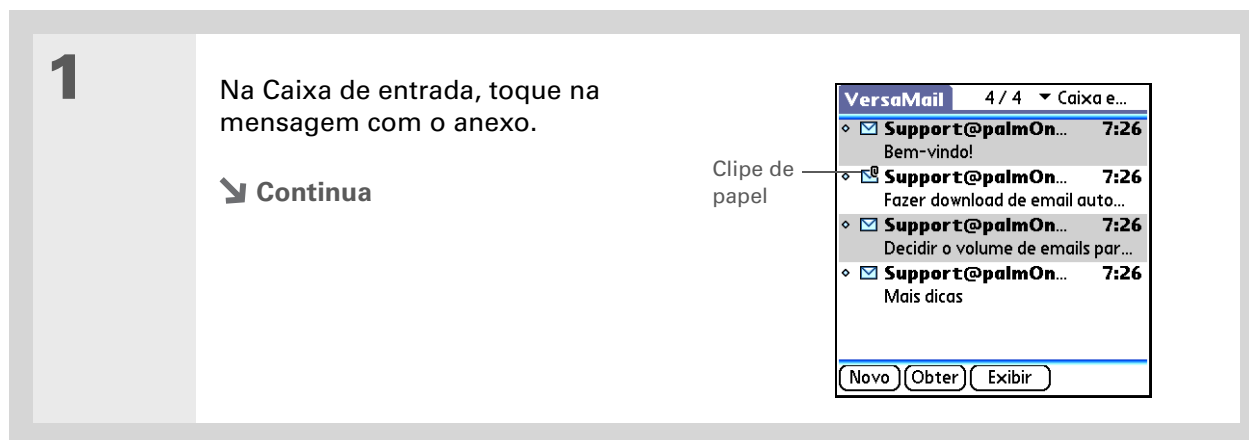 1
Na Caixa de entrada, toque na
mensagem com o anexo.
Continua
Clipe de
papel
VersaMail 4 / 4 Caixa e...
Support@palmOn... 7:26
Bem-vindo!
Support@palmOn... 7:26
Fazer download de email auto...
Support@palmOn... 7:26
Decidir o volume de emails par...
Support@palmOn... 7:26
Mais dicas
Novo Obter Exibir